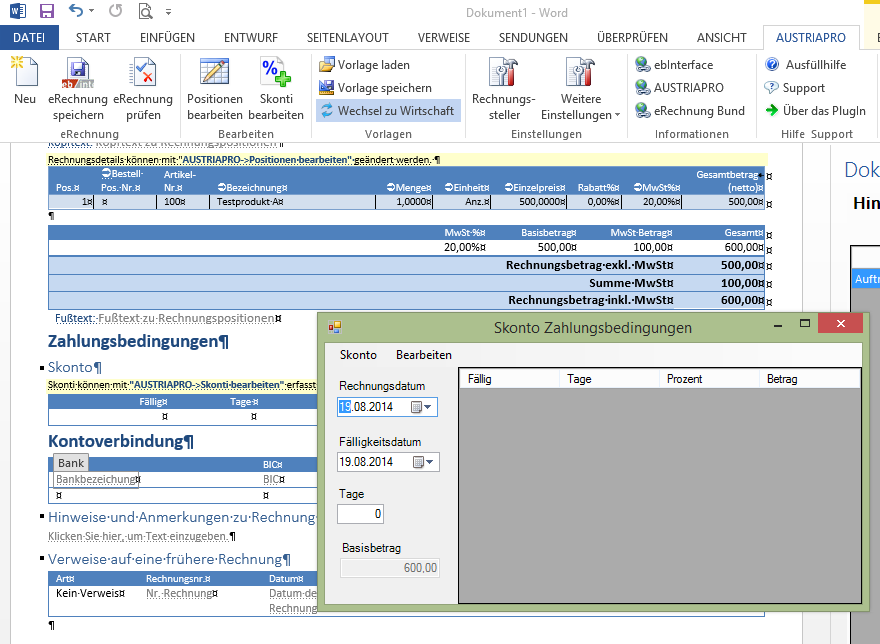 Dokument1 - Word
DATEI START EINFÜGEN ENTWURF SEITENLAYOUT VERWEISE SENDUNGEN ÜBERPRÜFEN ANSICHT AUSTRIAPRO
Neu
eRechnung speichern
eRechnung prüfen
eRechnung
Positionen bearbeiten
Skonti bearbeiten
Bearbeiten
Vorlage laden
Vorlage speichern
Wechsel zu Wirtschaft
Vorlagen
Rechnungs-steller
Weitere Einstellungen
Einstellungen
ebInterface
AUSTRIAPRO
eRechnung Bund
Informationen
Ausfüllhilfe
Support
Über das PlugIn
Hilfe Support
Kopftext: Kopftext zu Rechnungspositionen¶
Rechnungsdetails können mit "AUSTRIAPRO->Positionen bearbeiten" geändert werden. ¶
Pos. Bestell-Pos.-Nr. Artikel-Nr. Bezeichnung Menge Einheit Einzelpreis Rabatt% MwSt% Gesamtbetrag (netto)
1 100 Testprodukt A 1,0000 Anz. 500,0000 0,00% 20,00% 500,00
¶
MwSt-% Basisbetrag MwSt-Betrag Gesamt
20,00% 500,00 100,00 600,00
Rechnungsbetrag exkl. MwSt 500,00
Summe MwSt 100,00
Rechnungsbetrag inkl. MwSt 600,00
Fußtext: Fußtext zu Rechnungspositionen
Zahlungsbedingungen¶
Skonto¶
Skonti können mit "AUSTRIAPRO->Skonti bearbeiten" erfasst
Fällig Tage
Kontoverbindung¶
Bank BIC
Bankbezeichung BIC
Hinweise und Anmerkungen zu Rechnung
Klicken Sie hier, um Text einzugeben.¶
Verweise auf eine frühere Rechnung¶
Art Rechnungsnr. Datum
Kein Verweis Nr. Rechnung Datum de
Rechnung
¶
Dok
Hin
Auftr
Skonto Zahlungsbedingungen
Skonto Bearbeiten
Rechnungsdatum
19.08.2014
Fälligkeitsdatum
19.08.2014
Tage
0
Basisbetrag
600,00
Fällig Tage Prozent Betrag